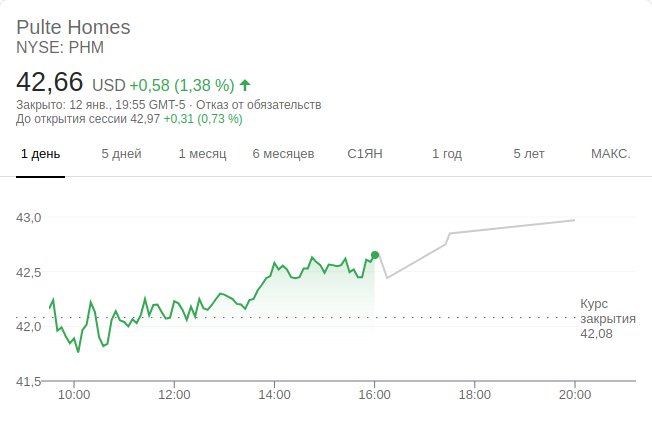 Pulte Homes
NYSE: PHM
42,66 USD +0,58 (1,38 %)
Закрыто: 12 янв., 19:55 GMT-5 · Отказ от обязательств
До открытия сессии 42,97 +0,31 (0,73 %)
1 день 5 дней 1 месяц 6 месяцев С1ЯН 1 год 5 лет МАКС.
43,0
42,5
Курс
закрытия
42,08
42,0
41,5
10:00 12:00 14:00 16:00 18:00 20:00